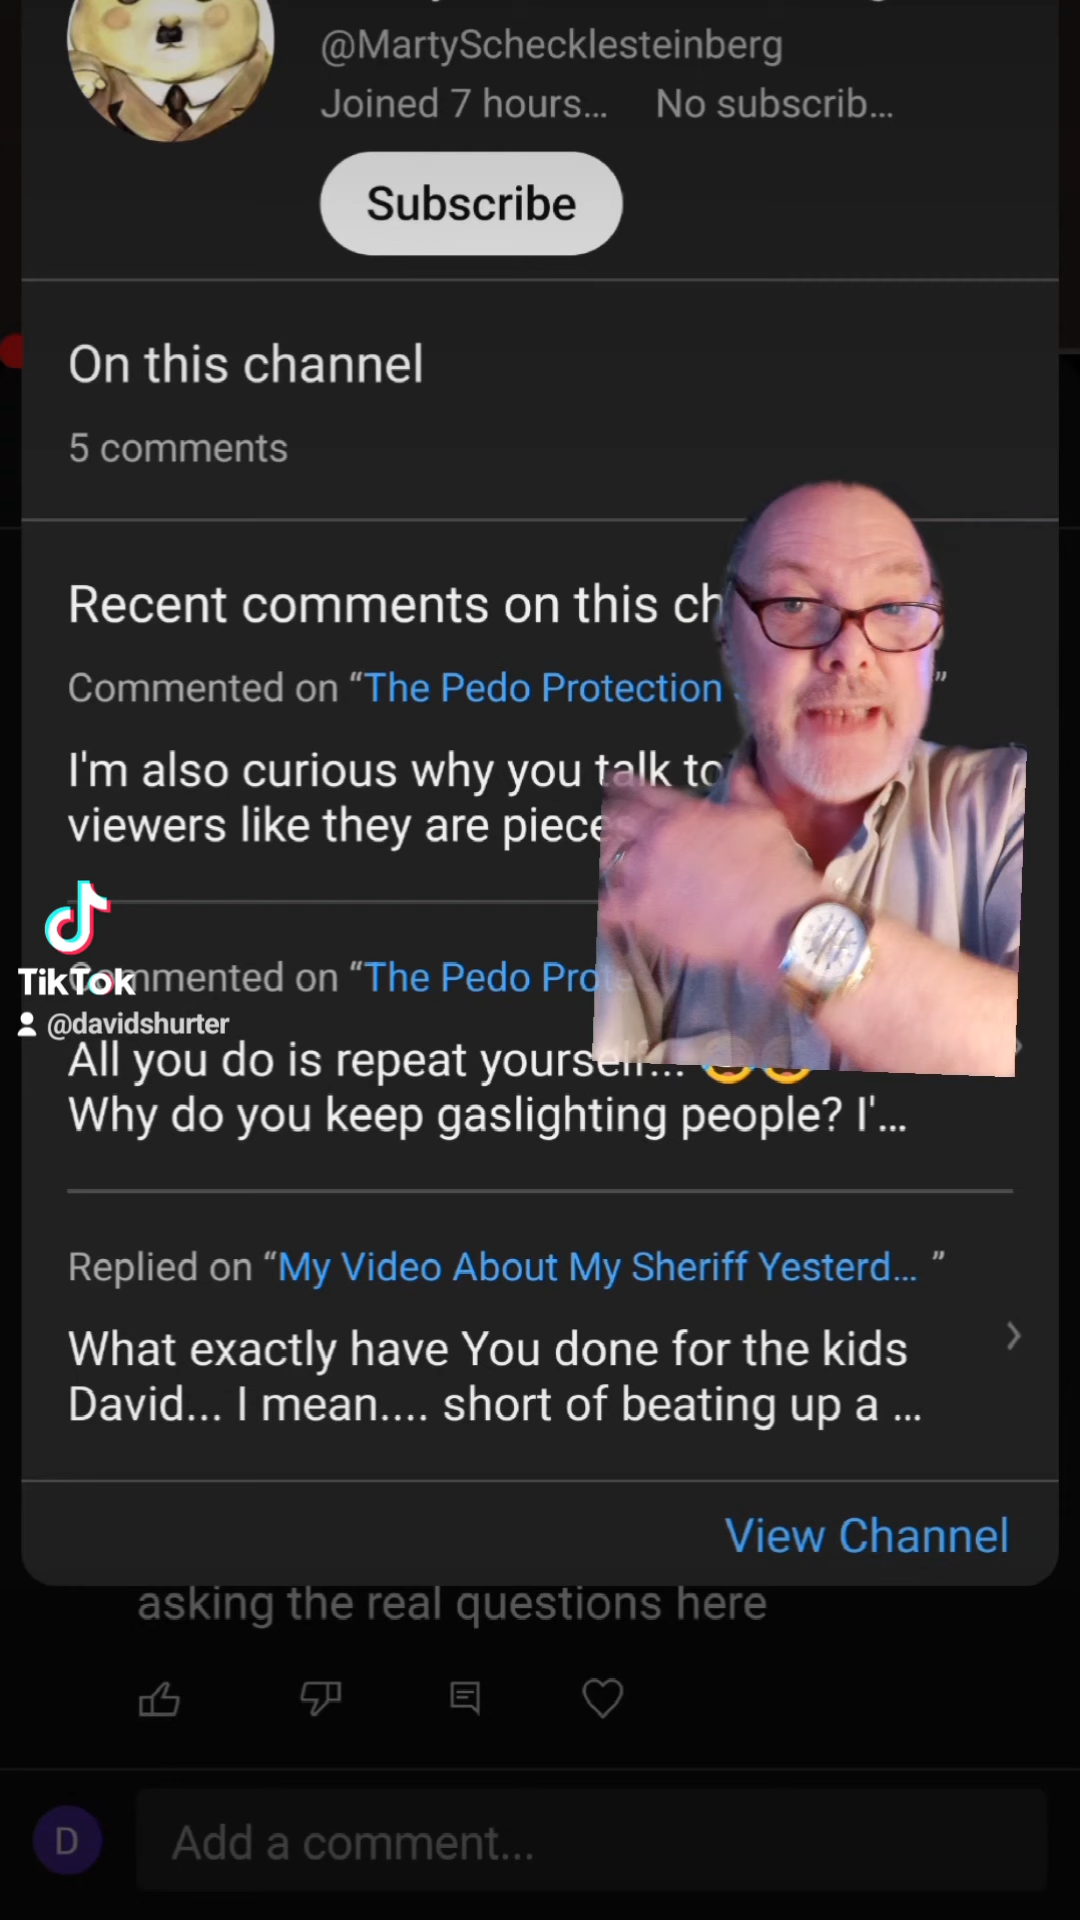 @MartySchecklesteinberg
Joined 7 hours... No subscrib...
Subscribe
On this channel
5 comments
Recent comments on this ch
Commented on “The Pedo Protection ”
I'm also curious why you talk to
viewers like they are piece
TikTok
mmented on “The Pedo Pro
@davidshurter
All you do is repeat yourself...
Why do you keep gaslighting people? I'...
Replied on “My Video About My Sheriff Yesterd... ”
What exactly have You done for the kids
David... I mean.... short of beating up a ...
View Channel
asking the real questions here
D
Add a comment...